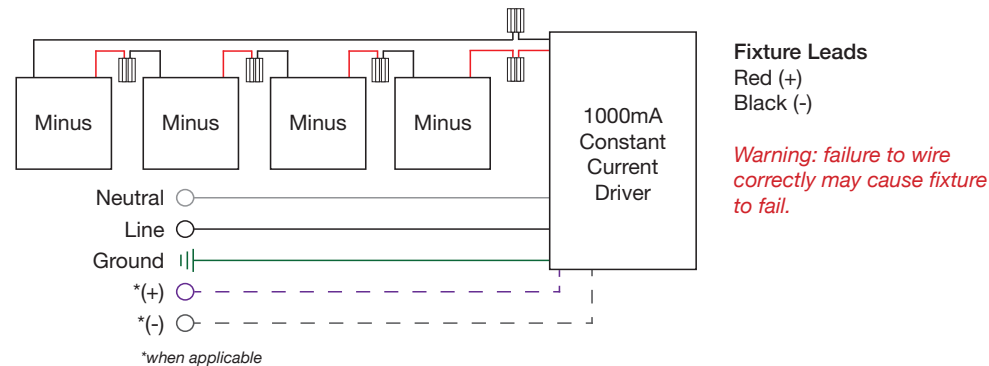 Minus
Minus
Minus
Minus
1000mA
Constant
Current
Driver
Neutral
Line
Ground
*(+)
*(-)
*when applicable
Fixture Leads
Red (+)
Black (-)
Warning: failure to wire
correctly may cause fixture
to fail.